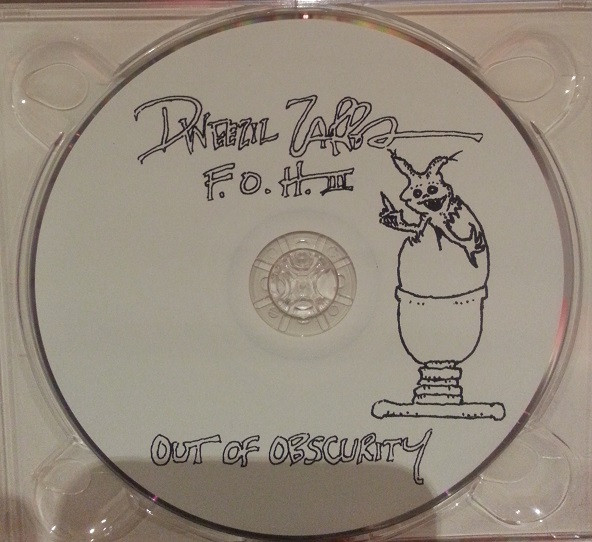 DWEEZIL ZAPPA
F.O.H. III
OUT OF OBSCURITY